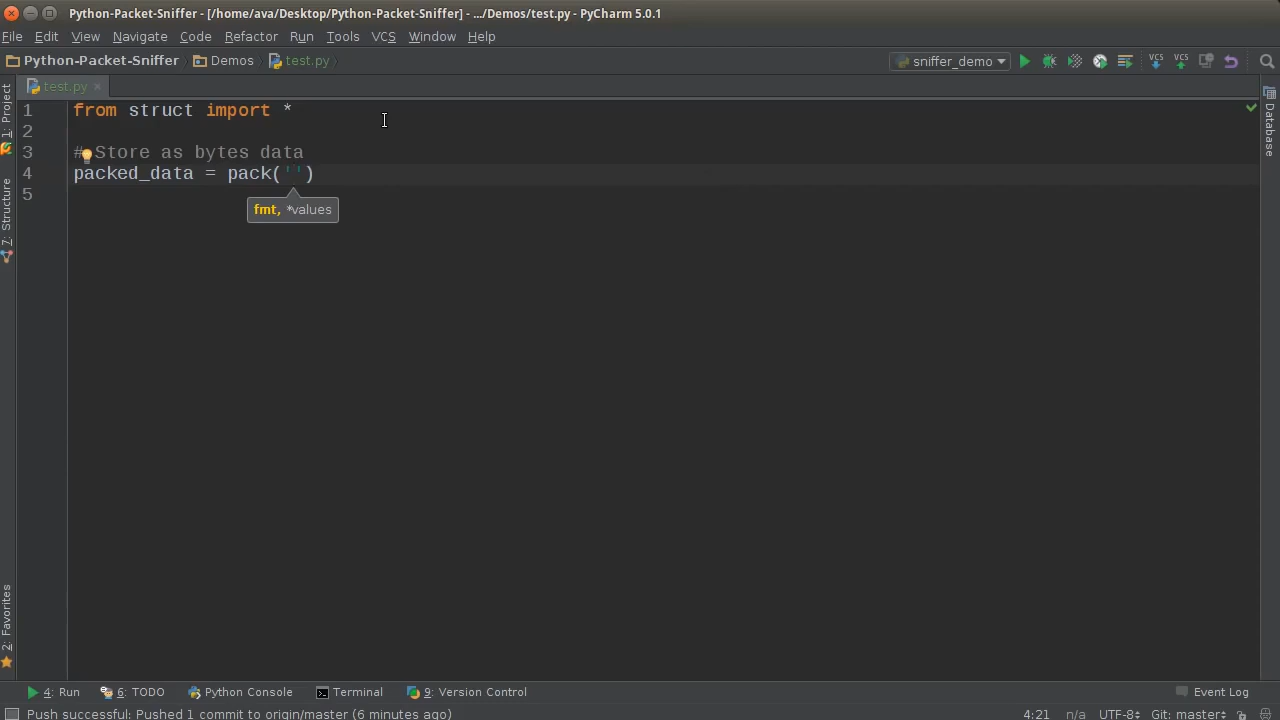 Python-Packet-Sniffer - [/home/ava/Desktop/Python-Packet-Sniffer] - .../Demos/test.py - PyCharm 5.0.1
File Edit View Navigate Code Refactor Run Tools VCS Window Help
Python-Packet-Sniffer Demos test.py sniffer_demo VCS VCS
test.py
1: Project
7: Structure
2: Favorites
Database
1 from struct import *
2
3 # Store as bytes data
4 packed_data = pack('')
5
fmt, *values
4: Run 6: TODO Python Console Terminal 9: Version Control Event Log
Push successful: Pushed 1 commit to origin/master (6 minutes ago) 4:21 n/a UTF-8 Git: master